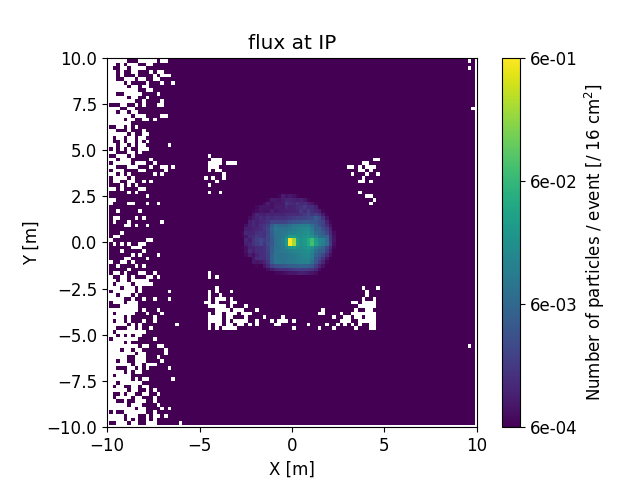 flux at IP
10.0
7.5
5.0
2.5
0.0
−2.5
−5.0
−7.5
−10.0
Y [m]
−10
−5
0
5
10
X [m]
6e-01
6e-02
6e-03
6e-04
Number of particles / event [/ 16 cm²]